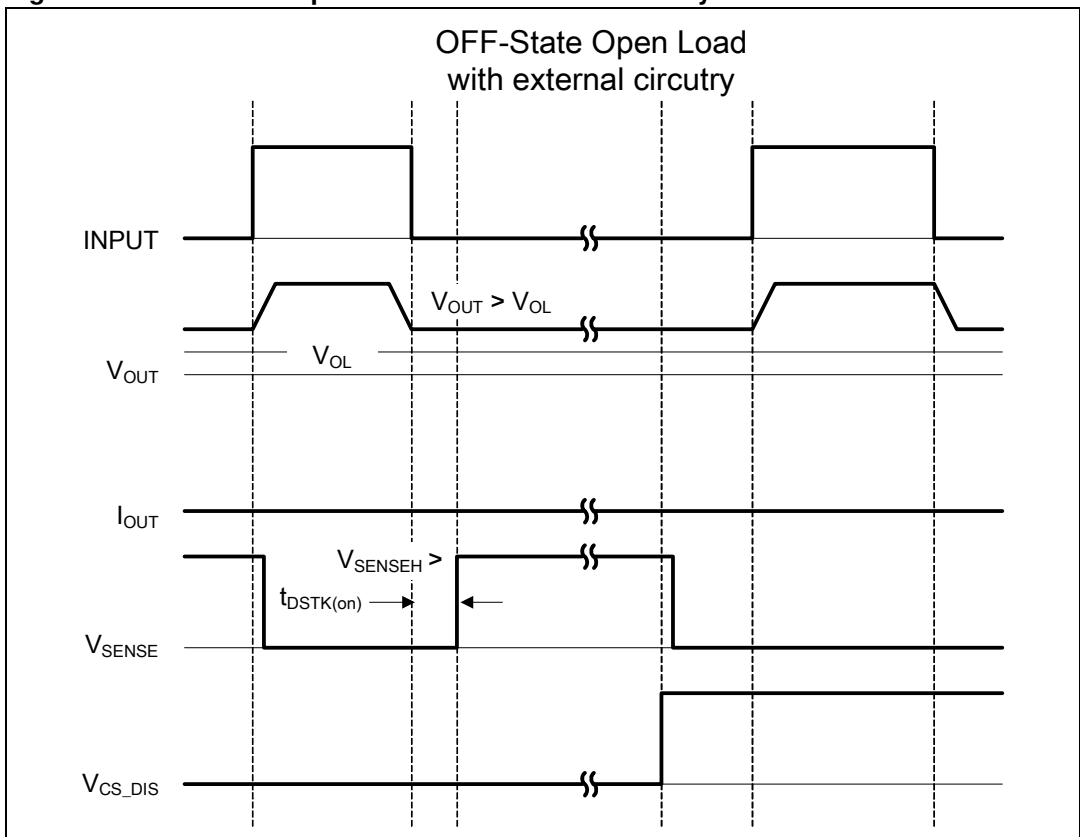 OFF-State Open Load
with external circutry
INPUT
VOUT > VOL
VOL
VOUT
IOUT
VSENSEH >
tDSTK(on)
VSENSE
VCS_DIS